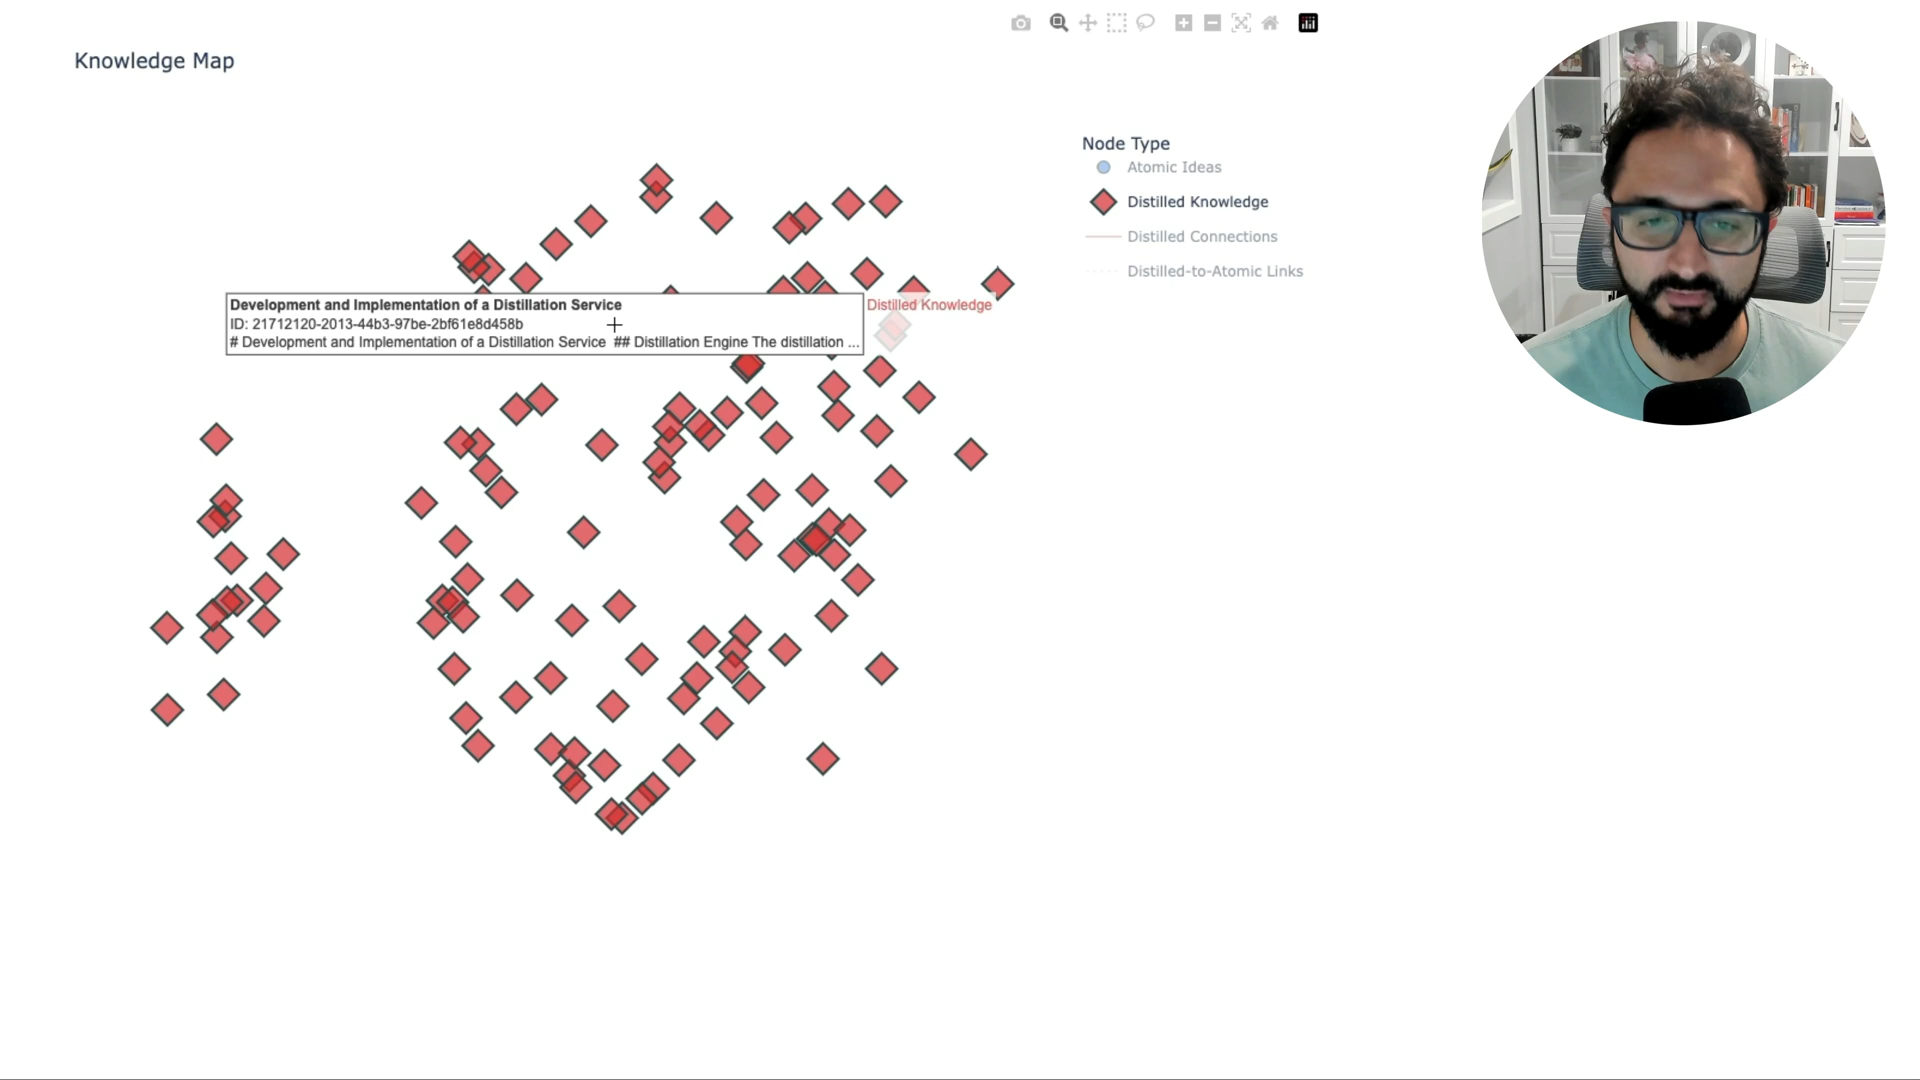 Knowledge Map
Node Type
Atomic Ideas
Distilled Knowledge
Distilled Connections
Distilled-to-Atomic Links
Development and Implementation of a Distillation Service
Distilled Knowledge
ID: 21712120-2013-44b3-97be-2bf61e8d458b
# Development and Implementation of a Distillation Service ## Distillation Engine The distillation ...